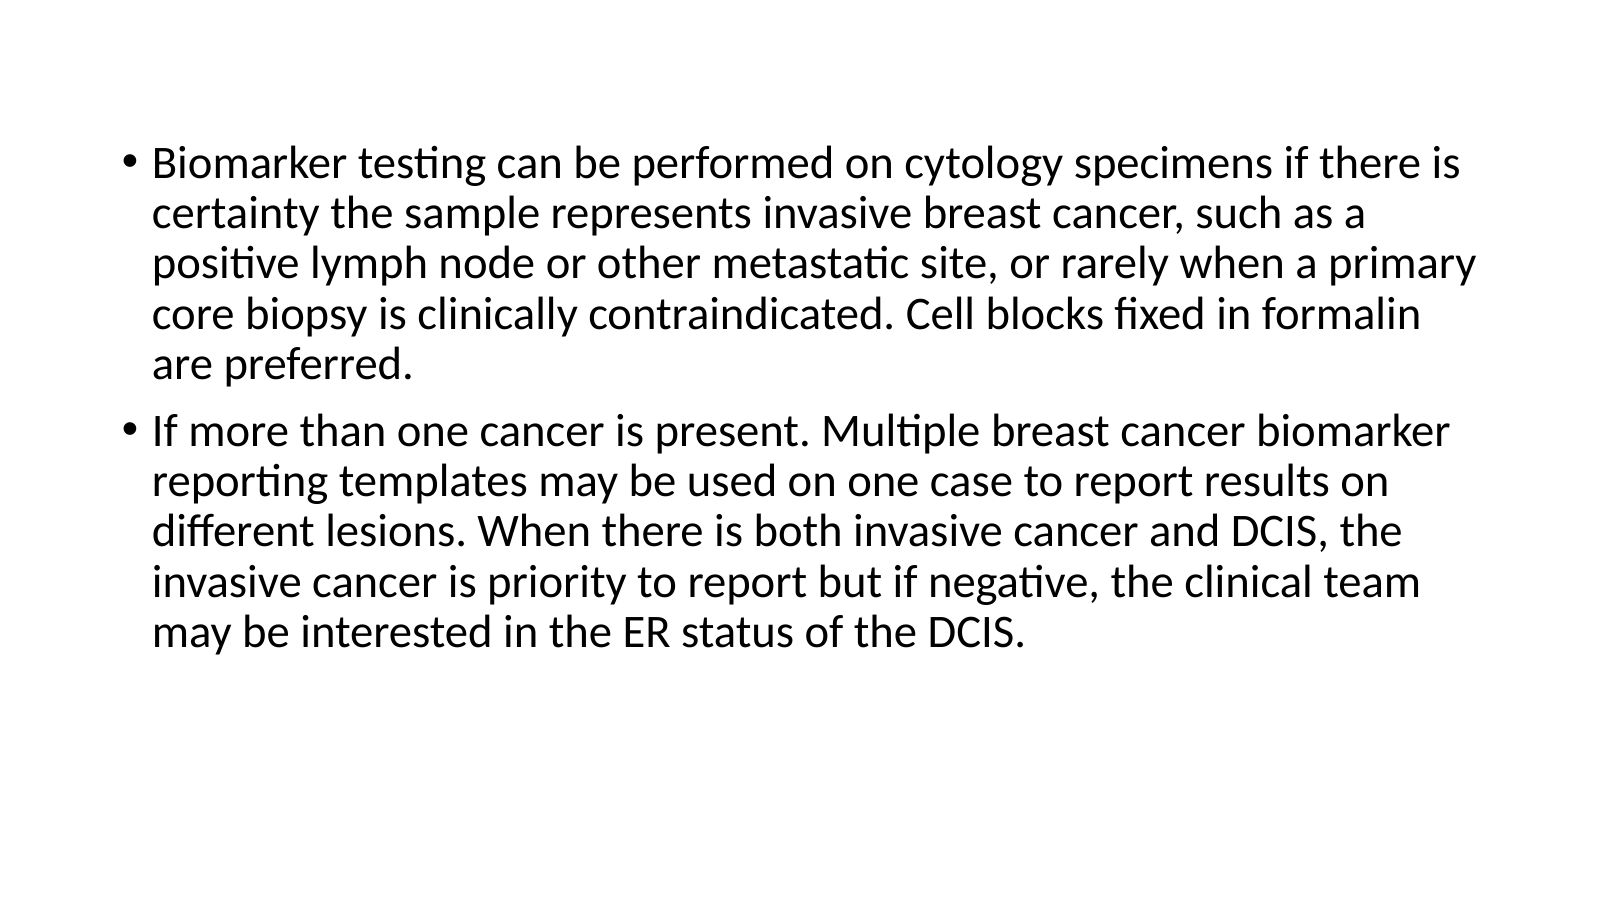 • Biomarker testing can be performed on cytology specimens if there is
certainty the sample represents invasive breast cancer, such as a
positive lymph node or other metastatic site, or rarely when a primary
core biopsy is clinically contraindicated. Cell blocks fixed in formalin
are preferred.
• If more than one cancer is present. Multiple breast cancer biomarker
reporting templates may be used on one case to report results on
different lesions. When there is both invasive cancer and DCIS, the
invasive cancer is priority to report but if negative, the clinical team
may be interested in the ER status of the DCIS.